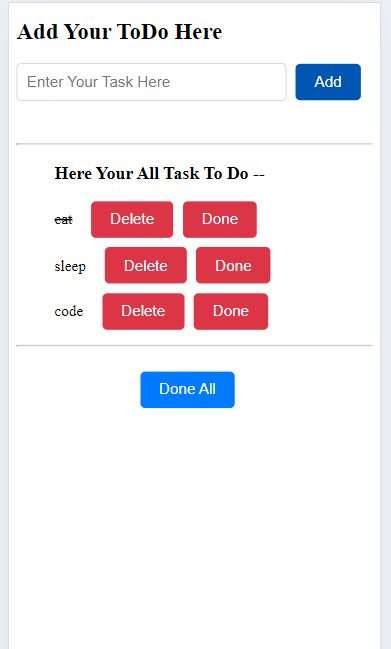 Add Your ToDo Here
Enter Your Task Here Add
Here Your All Task To Do --
eat Delete Done
sleep Delete Done
code Delete Done
Done All